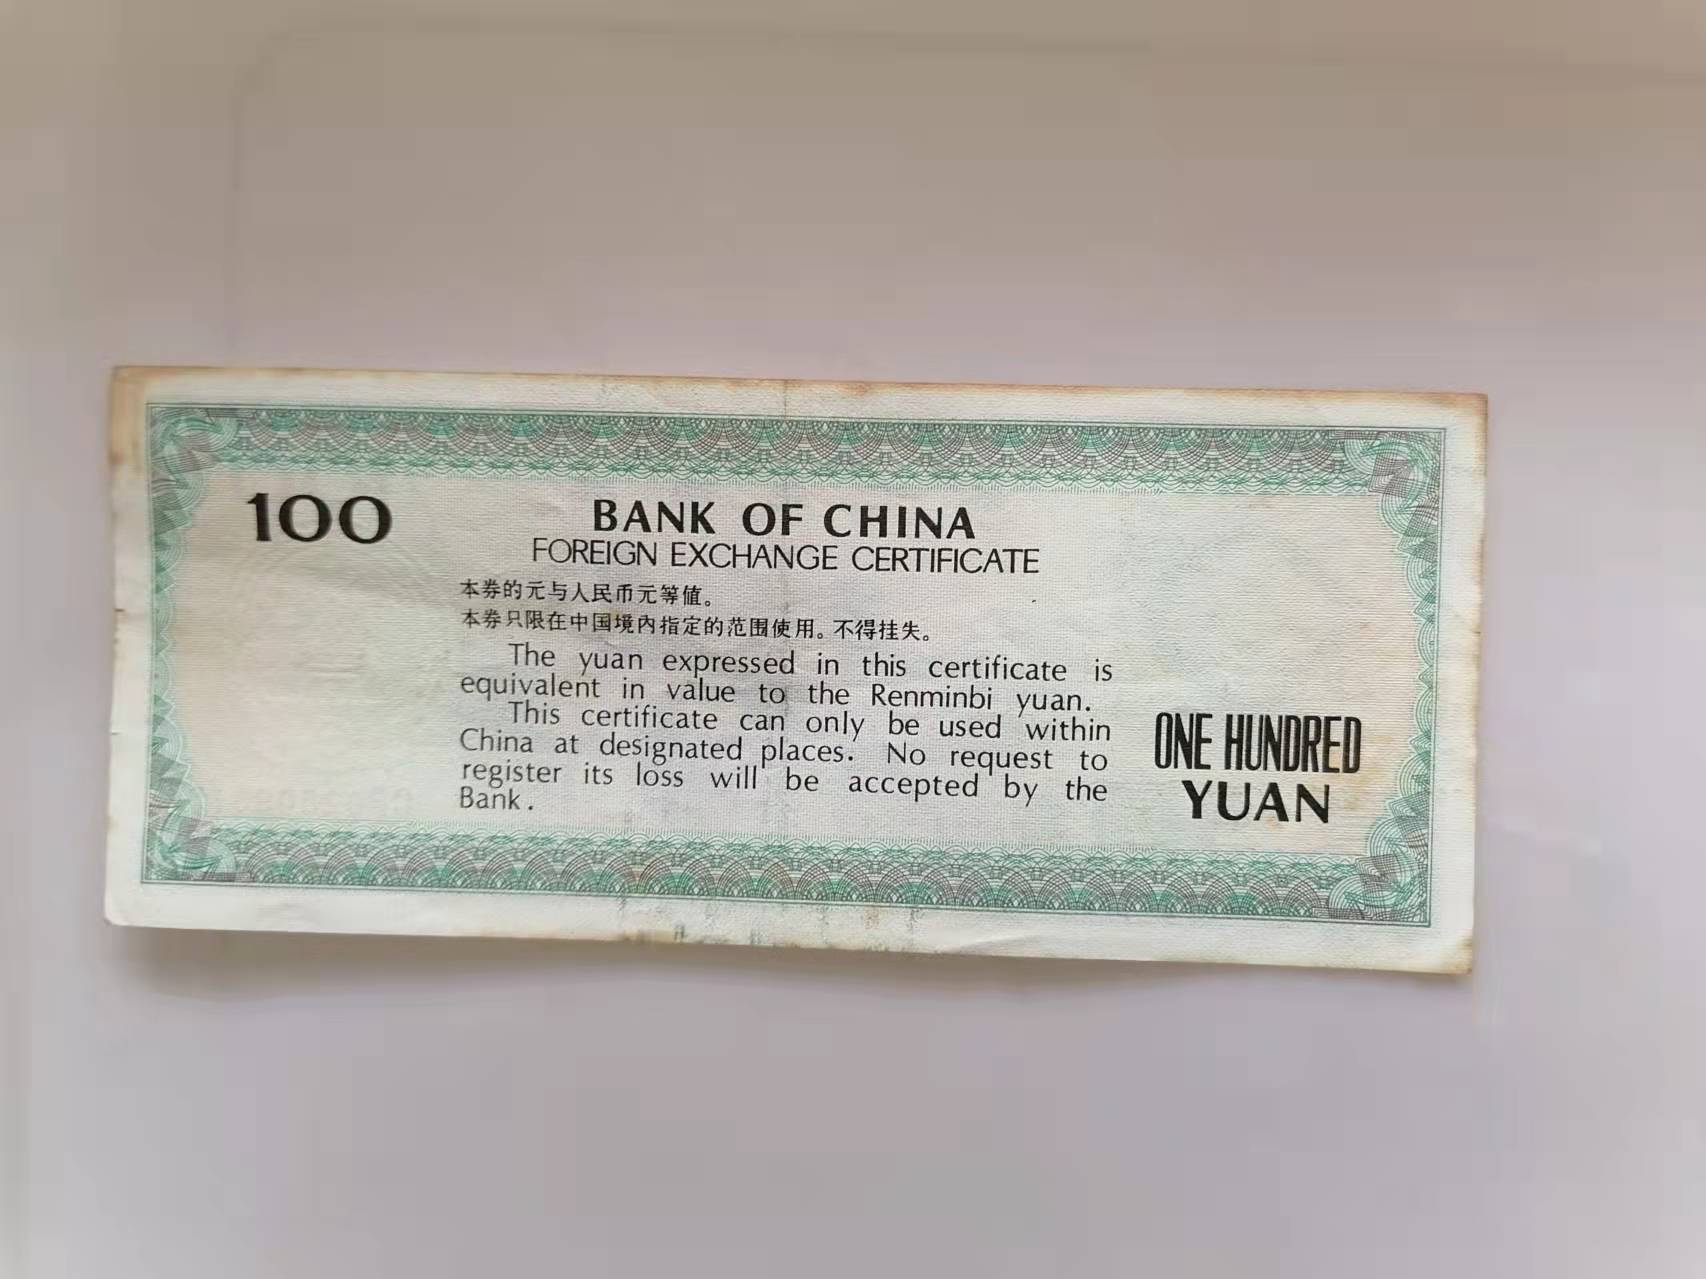 100
BANK OF CHINA
FOREIGN EXCHANGE CERTIFICATE
本券的元与人民币元等值。
本券只限在中国境内指定的范围使用。不得挂失。
The yuan expressed in this certificate is
equivalent in value to the Renminbi yuan.
This certificate can only be used within
China at designated places. No request to
register its loss will be accepted by the
Bank.
ONE HUNDRED
YUAN